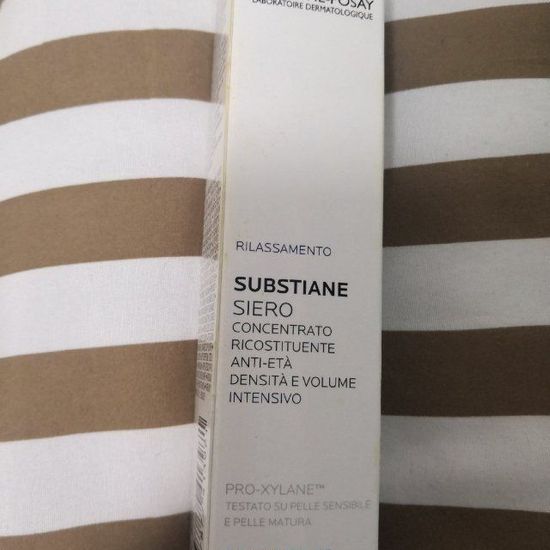 LABORATOIRE DERMATOLOGIQUE
RILASSAMENTO
SUBSTIANE
SIERO
CONCENTRATO
RICOSTITUENTE
ANTI-ETÀ
DENSITÀ E VOLUME
INTENSIVO
PRO-XYLANE™
TESTATO SU PELLE SENSIBILE
E PELLE MATURA